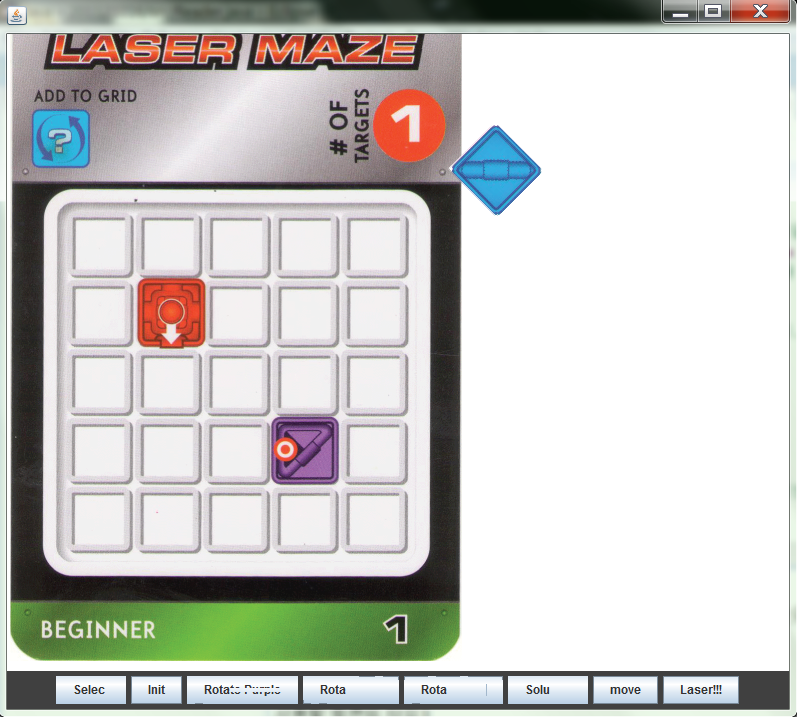 LASER MAZE
ADD TO GRID
?
# OF
TARGETS
1
BEGINNER
1
Selec
Init
Rotate Purple
Rota
Rota
Solu
move
Laser!!!